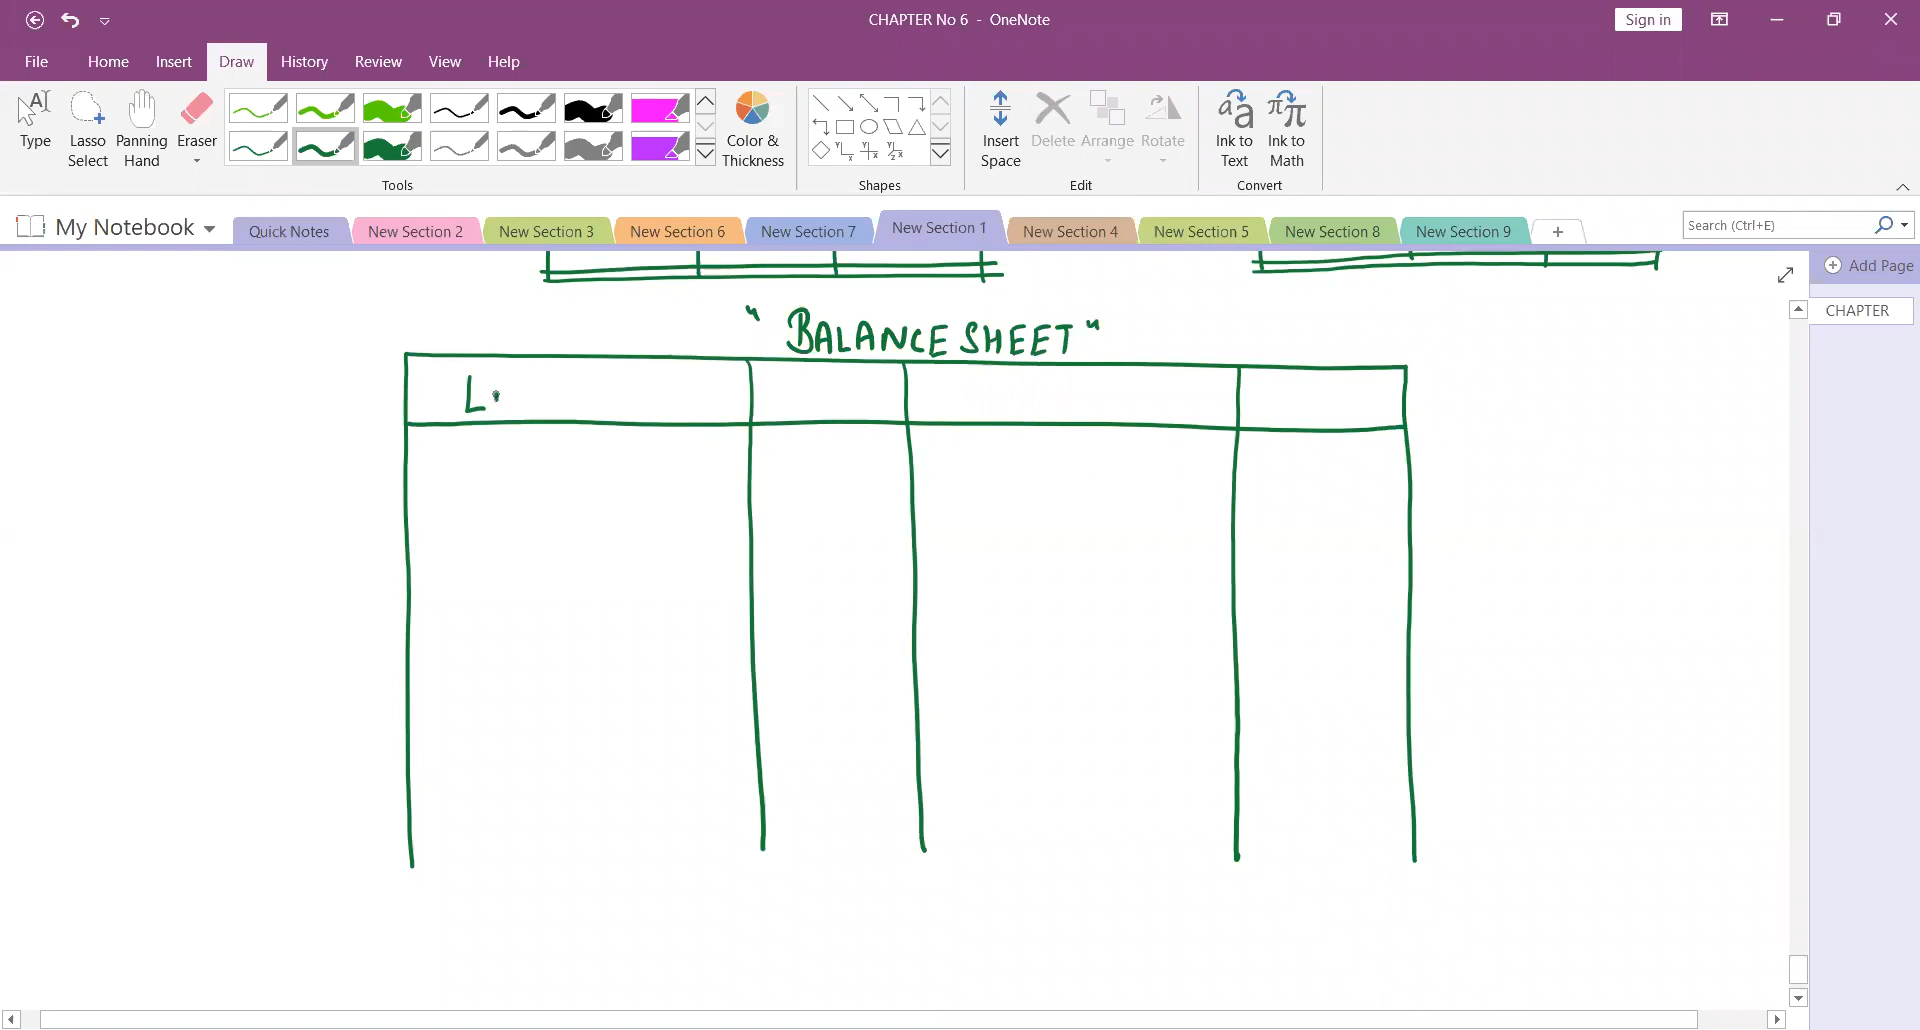 CHAPTER No 6 - OneNote
Sign in
File
Home
Insert
Draw
History
Review
View
Help
Type
Lasso Select
Panning Hand
Eraser
Color & Thickness
Insert Space
Delete
Arrange
Rotate
Ink to Text
Ink to Math
Tools
Shapes
Edit
Convert
My Notebook
Quick Notes
New Section 2
New Section 3
New Section 6
New Section 7
New Section 1
New Section 4
New Section 5
New Section 8
New Section 9
Search (Ctrl+E)
Add Page
CHAPTER
"BALANCE SHEET"
L